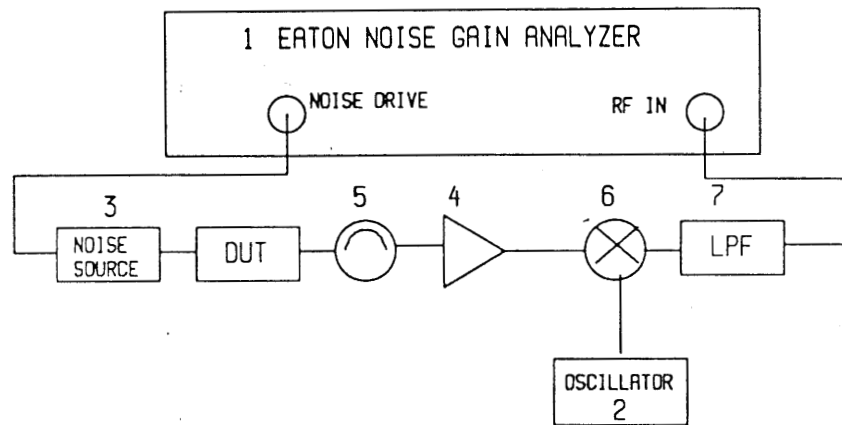 1 EATON NOISE GAIN ANALYZER
NOISE DRIVE
RF IN
3
5
4
6
7
NOISE
SOURCE
DUT
LPF
OSCILLATOR
2